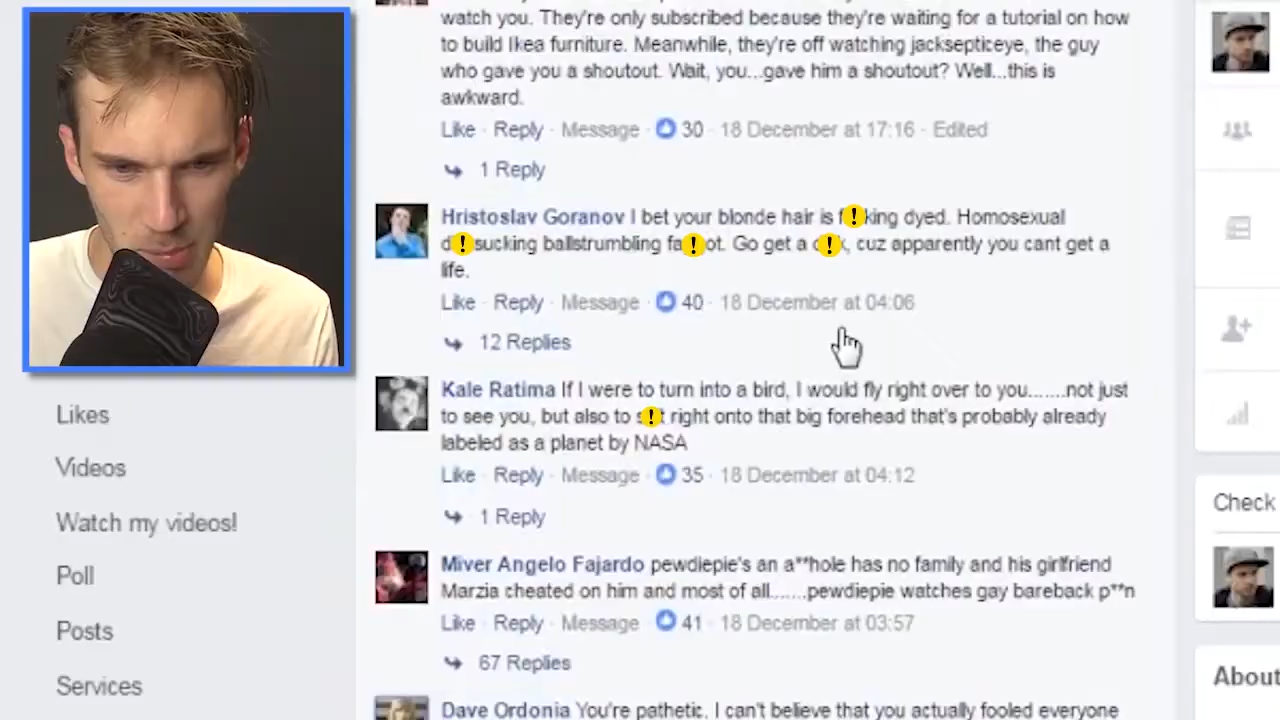 watch you. They're only subscribed because they're waiting for a tutorial on how
to build Ikea furniture. Meanwhile, they're off watching jacksepticeye, the guy
who gave you a shoutout. Wait, you...gave him a shoutout? Well...this is
awkward.
Like · Reply · Message · 30 · 18 December at 17:16 · Edited
1 Reply
Hristoslav Goranov I bet your blonde hair is f!king dyed. Homosexual
d!sucking ballstrumbling fa!ot. Go get a c!k, cuz apparently you cant get a
life.
Like · Reply · Message · 40 · 18 December at 04:06
12 Replies
Kale Ratima If I were to turn into a bird, I would fly right over to you.......not just
to see you, but also to s!t right onto that big forehead that's probably already
labeled as a planet by NASA
Like · Reply · Message · 35 · 18 December at 04:12
1 Reply
Miver Angelo Fajardo pewdiepie's an a**hole has no family and his girlfriend
Marzia cheated on him and most of all......pewdiepie watches gay bareback p**n
Like · Reply · Message · 41 · 18 December at 03:57
67 Replies
Dave Ordonia You're pathetic. I can't believe that you actually fooled everyone
Likes
Videos
Watch my videos!
Poll
Posts
Services
Check
About